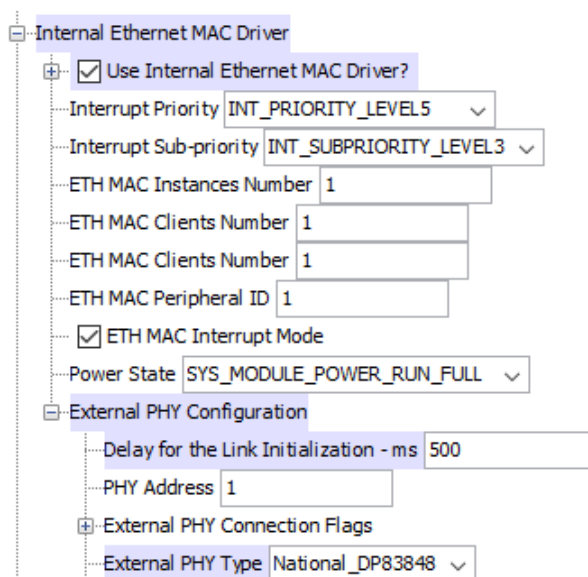 Internal Ethernet MAC Driver
Use Internal Ethernet MAC Driver?
Interrupt Priority INT_PRIORITY_LEVEL5
Interrupt Sub-priority INT_SUBPRIORITY_LEVEL3
ETH MAC Instances Number 1
ETH MAC Clients Number 1
ETH MAC Clients Number 1
ETH MAC Peripheral ID 1
ETH MAC Interrupt Mode
Power State SYS_MODULE_POWER_RUN_FULL
External PHY Configuration
Delay for the Link Initialization - ms 500
PHY Address 1
External PHY Connection Flags
External PHY Type National_DP83848